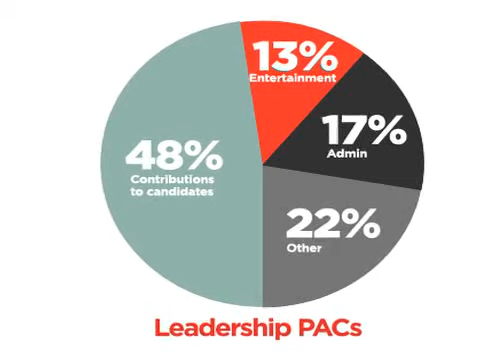 13%
Entertainment
17%
Admin
48%
Contributions
to candidates
22%
Other
Leadership PACs